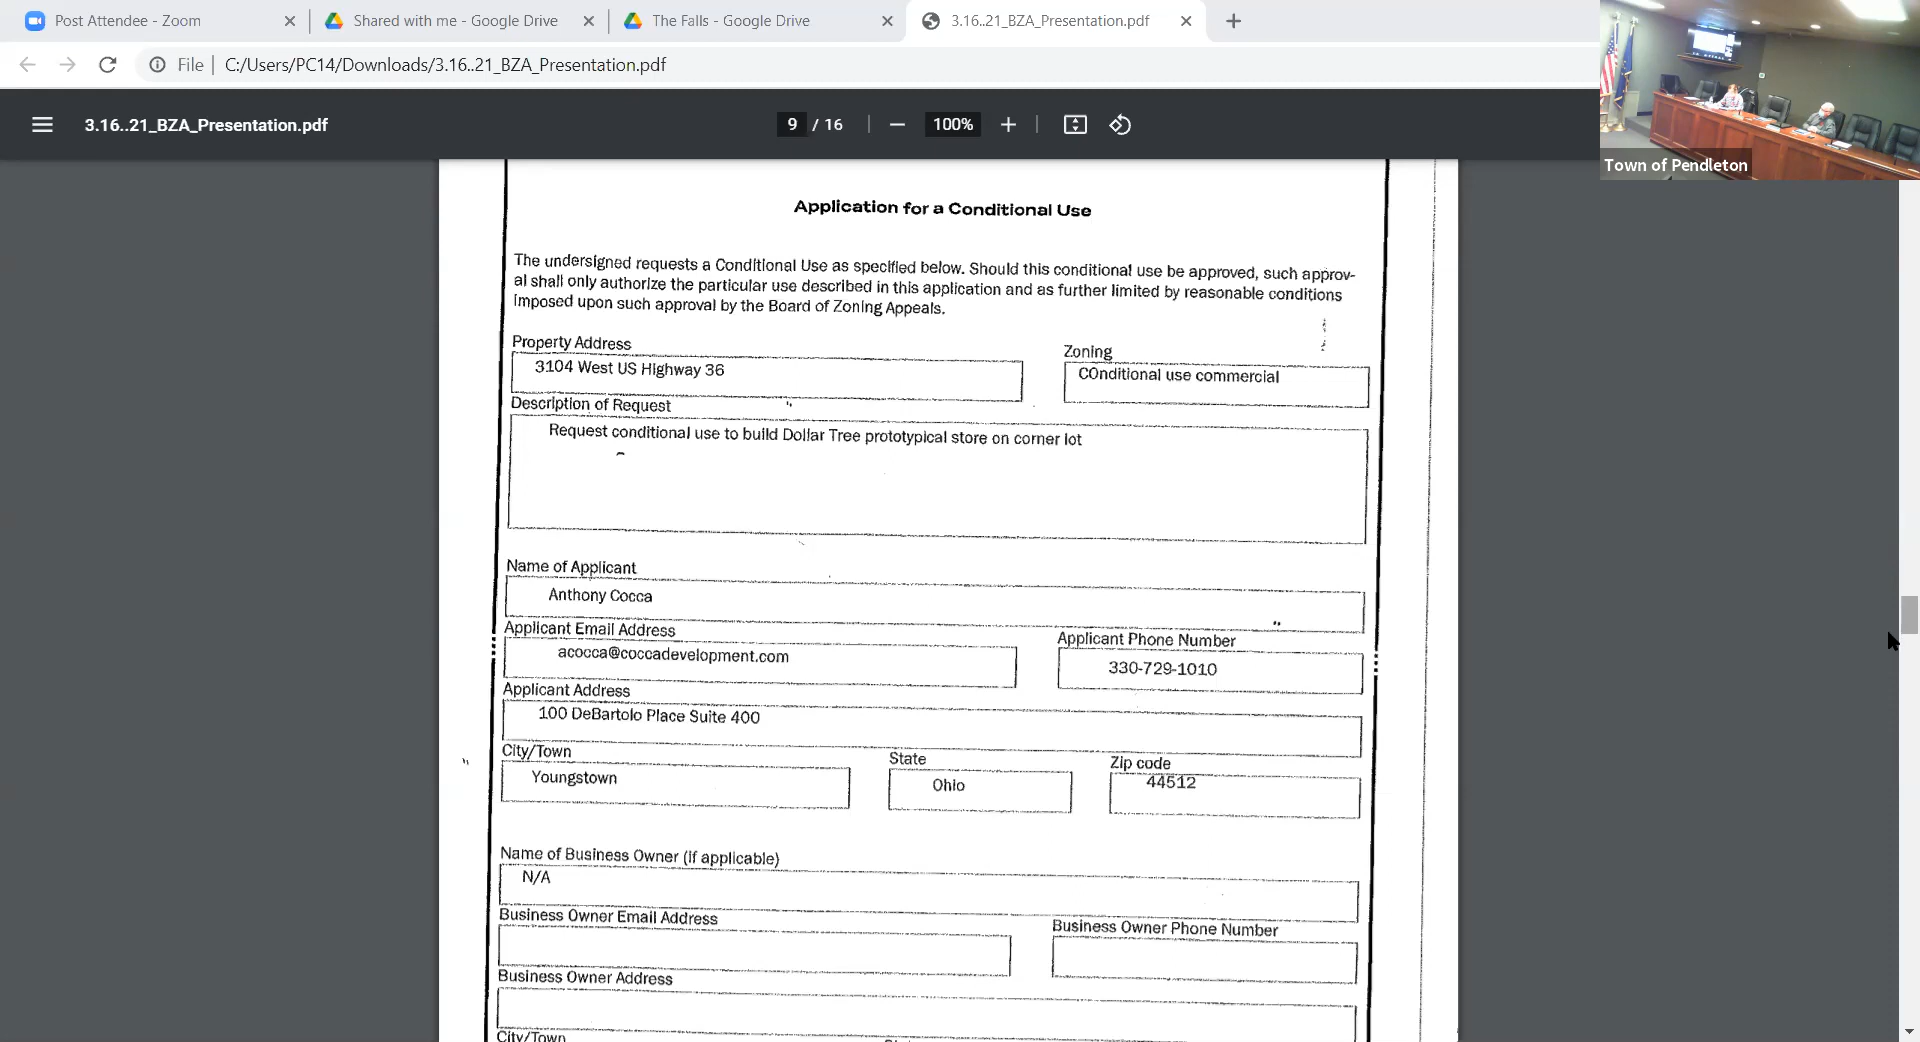 Post Attendee - Zoom
Shared with me - Google Drive
The Falls - Google Drive
3.16..21_BZA_Presentation.pdf
File
C:/Users/PC14/Downloads/3.16..21_BZA_Presentation.pdf
3.16..21_BZA_Presentation.pdf
9 / 16
100%
Town of Pendleton
Application for a Conditional Use
The undersigned requests a Conditional Use as specified below. Should this conditional use be approved, such approv-
al shall only authorize the particular use described in this application and as further limited by reasonable conditions
imposed upon such approval by the Board of Zoning Appeals.
Property Address
Zoning
3104 West US Highway 36
COnditional use commercial
Description of Request
Request conditional use to build Dollar Tree prototypical store on corner lot
Name of Applicant
Anthony Cocca
Applicant Email Address
Applicant Phone Number
acocca@coccadevelopment.com
330-729-1010
Applicant Address
100 DeBartolo Place Suite 400
City/Town
State
Zip code
Youngstown
Ohio
44512
Name of Business Owner (if applicable)
N/A
Business Owner Email Address
Business Owner Phone Number
Business Owner Address
City/Town